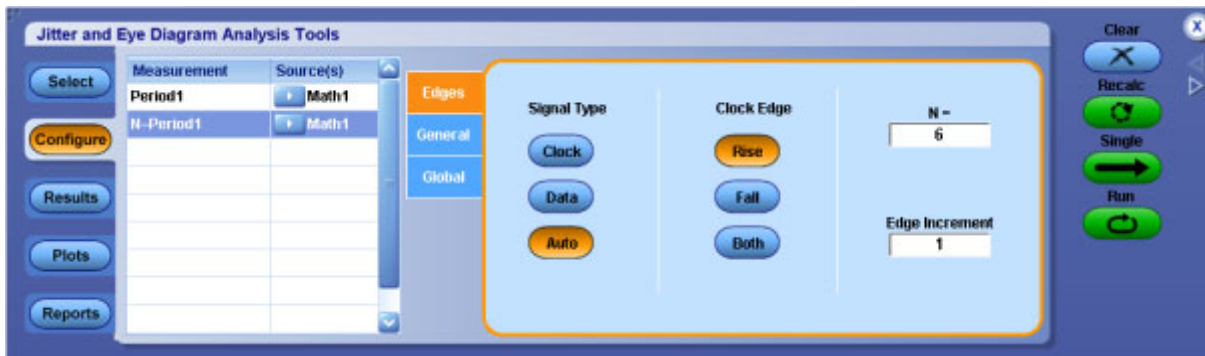 Jitter and Eye Diagram Analysis Tools
Select
Configure
Results
Plots
Reports
Measurement Source(s)
Period1 Math1
N-Period1 Math1
Edges
General
Global
Signal Type
Clock
Data
Auto
Clock Edge
Rise
Fall
Both
N =
6
Edge Increment
1
Clear
X
Recalc
Single
Run